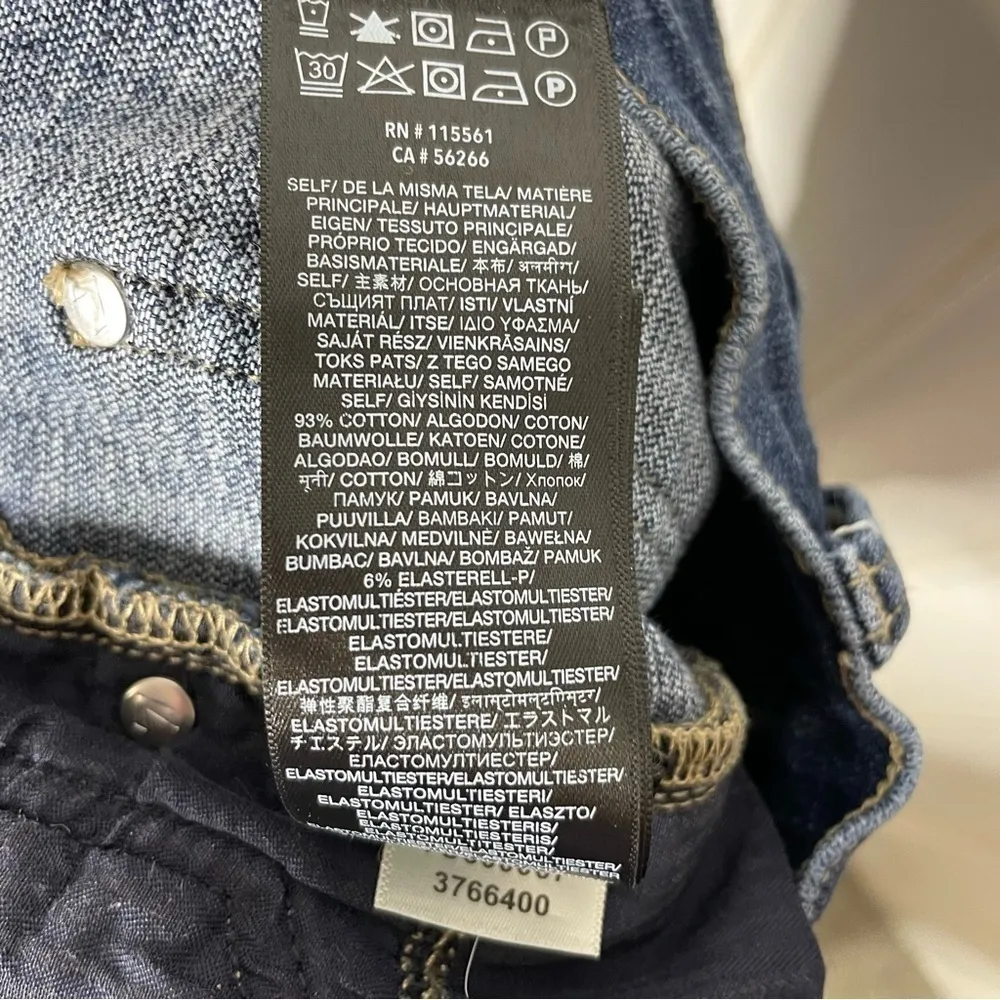 P
30 P
RN # 115561
CA # 56266
SELF/ DE LA MISMA TELA/ MATIÈRE
PRINCIPALE/ HAUPTMATERIAL/
EIGEN/ TESSUTO PRINCIPALE/
PRÓPRIO TECIDO/ ENGÄRGAD/
BASISMATERIALE/ 本布/ अलमीग/
SELF/ 主素材/ ОСНОВНАЯ ТКАНЬ/
СЪЩИЯТ ПЛАТ/ ISTI/ VLASTNÍ
MATERIÁL/ ITSE/ ΙΔΙΟ ΥΦΑΣΜΑ/
SAJÁT RÉSZ/ VIENKRĀSAINS/
TOKS PATS/ Z TEGO SAMEGO
MATERIAŁU/ SELF/ SAMOTNÉ/
SELF/ GİYSİNİN KENDİSİ
93% COTTON/ ALGODON/ COTON/
BAUMWOLLE/ KATOEN/ COTONE/
ALGODAO/ BOMULL/ BOMULD/ 棉/
सूती/ COTTON/ 綿コットン/ Хлопок/
ПАМУК/ PAMUK/ BAVLNA/
PUUVILLA/ BAMBAKI/ PAMUT/
KOKVILNA/ MEDVILNĖ/ BAWEŁNA/
BUMBAC/ BAVLNA/ BOMBAŽ/ PAMUK
6% ELASTERELL-P/
ELASTOMULTIÉSTER/ELASTOMULTIESTER/
ELASTOMULTIESTER/ELASTOMULTIESTER/
ELASTOMULTIESTERE/
ELASTOMULTIESTER/
ELASTOMULTIESTER/ELASTOMULTIESTER/
弹性聚酯复合纤维/
ELASTOMULTIESTERE/ エラストマル
チエステル/ ЭЛАСТОМУЛЬТИЭСТЕР/
ЕЛАСТОМУЛТИЕСТЕР/
ELASTOMULTIESTER/ELASTOMULTIESTER/
ELASTOMULTIESTERI/
ELASTOMULTIESTER/ ELASZTO/
ELASTOMULTIESTERIS/
ELASTOMULTITESTER/
ELASTOMULTIESTER/
3766400